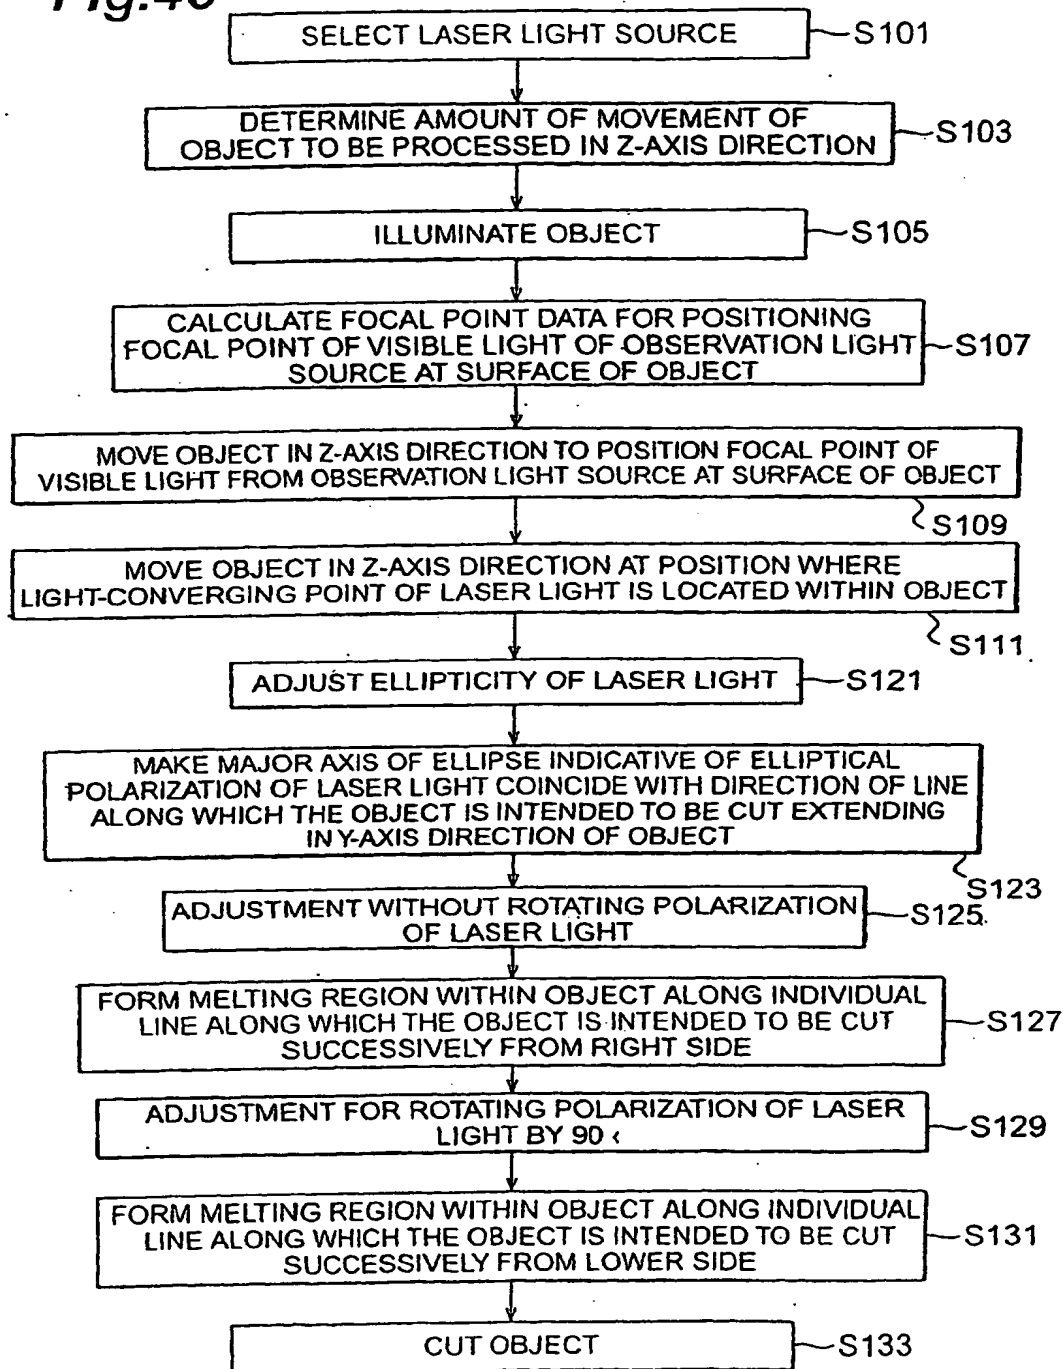 SELECT LASER LIGHT SOURCE
S101
DETERMINE AMOUNT OF MOVEMENT OF
OBJECT TO BE PROCESSED IN Z-AXIS DIRECTION
S103
ILLUMINATE OBJECT
S105
CALCULATE FOCAL POINT DATA FOR POSITIONING
FOCAL POINT OF VISIBLE LIGHT OF OBSERVATION LIGHT
SOURCE AT SURFACE OF OBJECT
S107
MOVE OBJECT IN Z-AXIS DIRECTION TO POSITION FOCAL POINT OF
VISIBLE LIGHT FROM OBSERVATION LIGHT SOURCE AT SURFACE OF OBJECT
S109
MOVE OBJECT IN Z-AXIS DIRECTION AT POSITION WHERE
LIGHT-CONVERGING POINT OF LASER LIGHT IS LOCATED WITHIN OBJECT
S111
ADJUST ELLIPTICITY OF LASER LIGHT
S121
MAKE MAJOR AXIS OF ELLIPSE INDICATIVE OF ELLIPTICAL
POLARIZATION OF LASER LIGHT COINCIDE WITH DIRECTION OF LINE
ALONG WHICH THE OBJECT IS INTENDED TO BE CUT EXTENDING
IN Y-AXIS DIRECTION OF OBJECT
S123
ADJUSTMENT WITHOUT ROTATING POLARIZATION
OF LASER LIGHT
S125
FORM MELTING REGION WITHIN OBJECT ALONG INDIVIDUAL
LINE ALONG WHICH THE OBJECT IS INTENDED TO BE CUT
SUCCESSIVELY FROM RIGHT SIDE
S127
ADJUSTMENT FOR ROTATING POLARIZATION OF LASER
LIGHT BY 90 ‹
S129
FORM MELTING REGION WITHIN OBJECT ALONG INDIVIDUAL
LINE ALONG WHICH THE OBJECT IS INTENDED TO BE CUT
SUCCESSIVELY FROM LOWER SIDE
S131
CUT OBJECT
S133